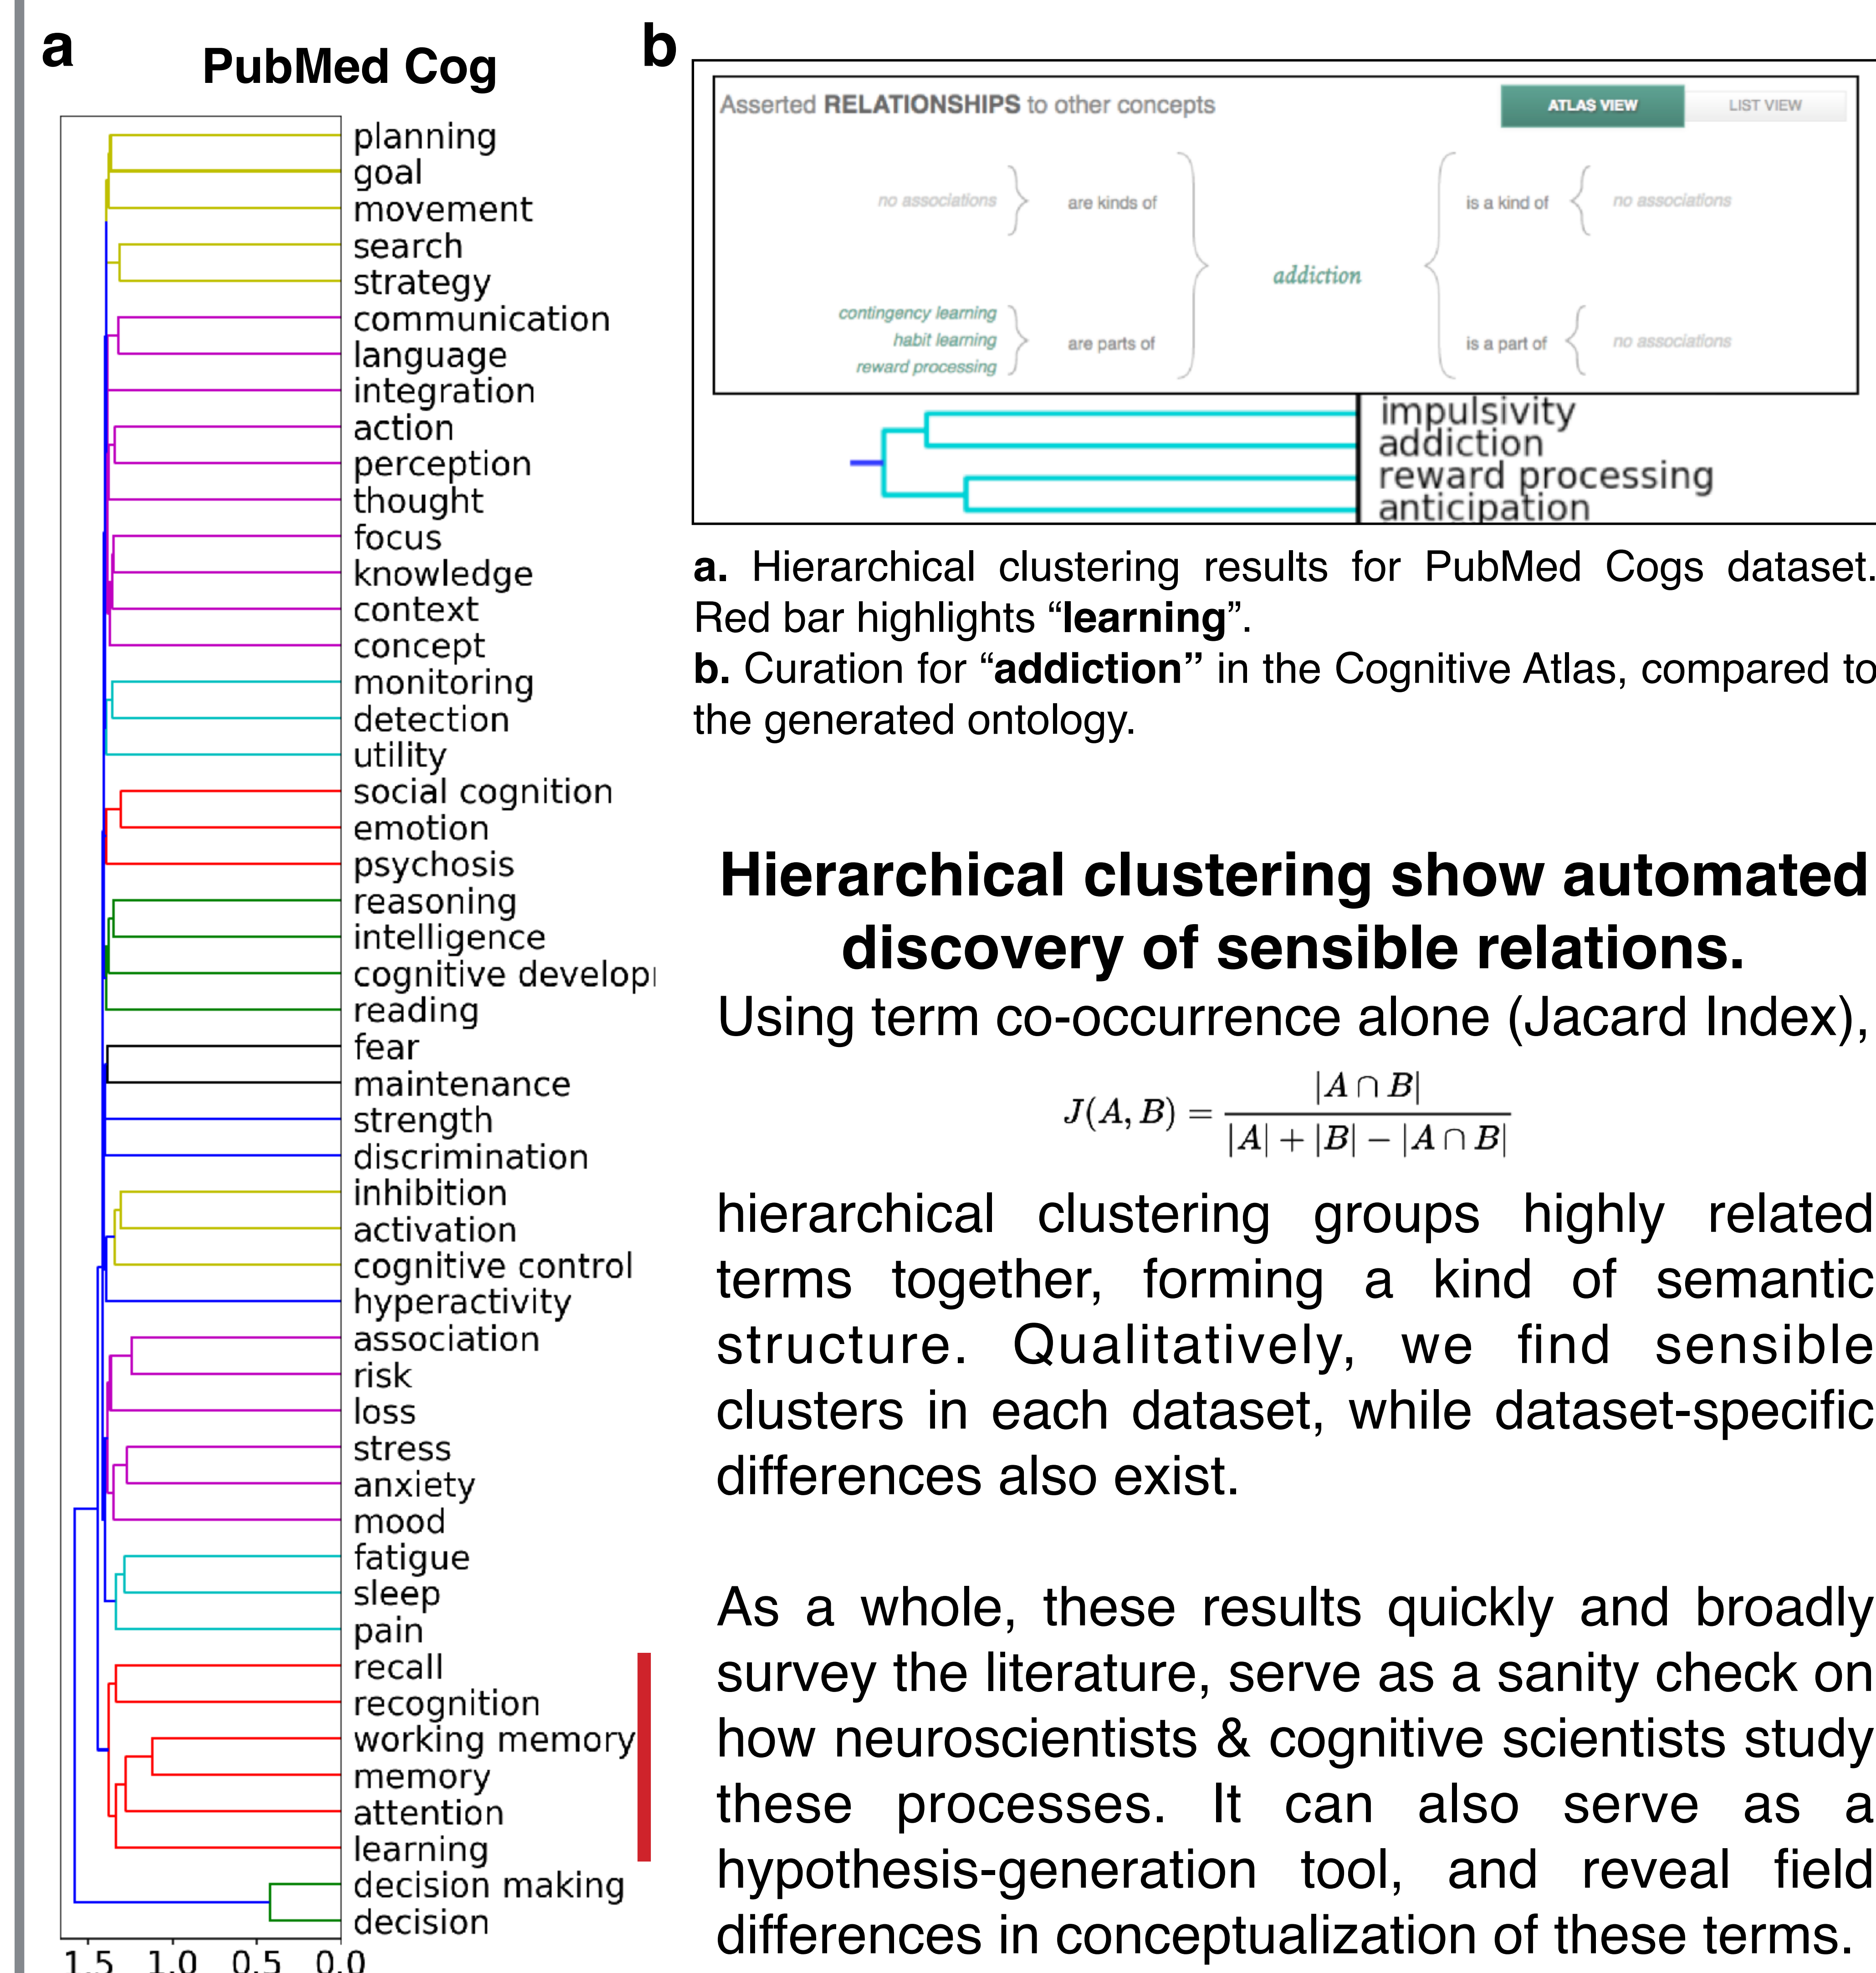 a
PubMed Cog
planning
goal
movement
search
strategy
communication
language
integration
action
perception
thought
focus
knowledge
context
concept
monitoring
detection
utility
social cognition
emotion
psychosis
reasoning
intelligence
cognitive develop
reading
fear
maintenance
strength
discrimination
inhibition
activation
cognitive control
hyperactivity
association
risk
loss
stress
anxiety
mood
fatigue
sleep
pain
recall
recognition
working memory
memory
attention
learning
decision making
decision
1.5 1.0 0.5 0.0
b
Asserted RELATIONSHIPS to other concepts
ATLAS VIEW
LIST VIEW
no associations
are kinds of
is a kind of
no associations
addiction
contingency learning
habit learning
reward processing
are parts of
is a part of
no associations
impulsivity
addiction
reward processing
anticipation
a. Hierarchical clustering results for PubMed Cogs dataset.
Red bar highlights “learning”.
b. Curation for “addiction” in the Cognitive Atlas, compared to
the generated ontology.
Hierarchical clustering show automated
discovery of sensible relations.
Using term co-occurrence alone (Jacard Index),
J(A, B) = |A ∩ B| / |A| + |B| − |A ∩ B|
hierarchical clustering groups highly related
terms together, forming a kind of semantic
structure. Qualitatively, we find sensible
clusters in each dataset, while dataset-specific
differences also exist.
As a whole, these results quickly and broadly
survey the literature, serve as a sanity check on
how neuroscientists & cognitive scientists study
these processes. It can also serve as a
hypothesis-generation tool, and reveal field
differences in conceptualization of these terms.